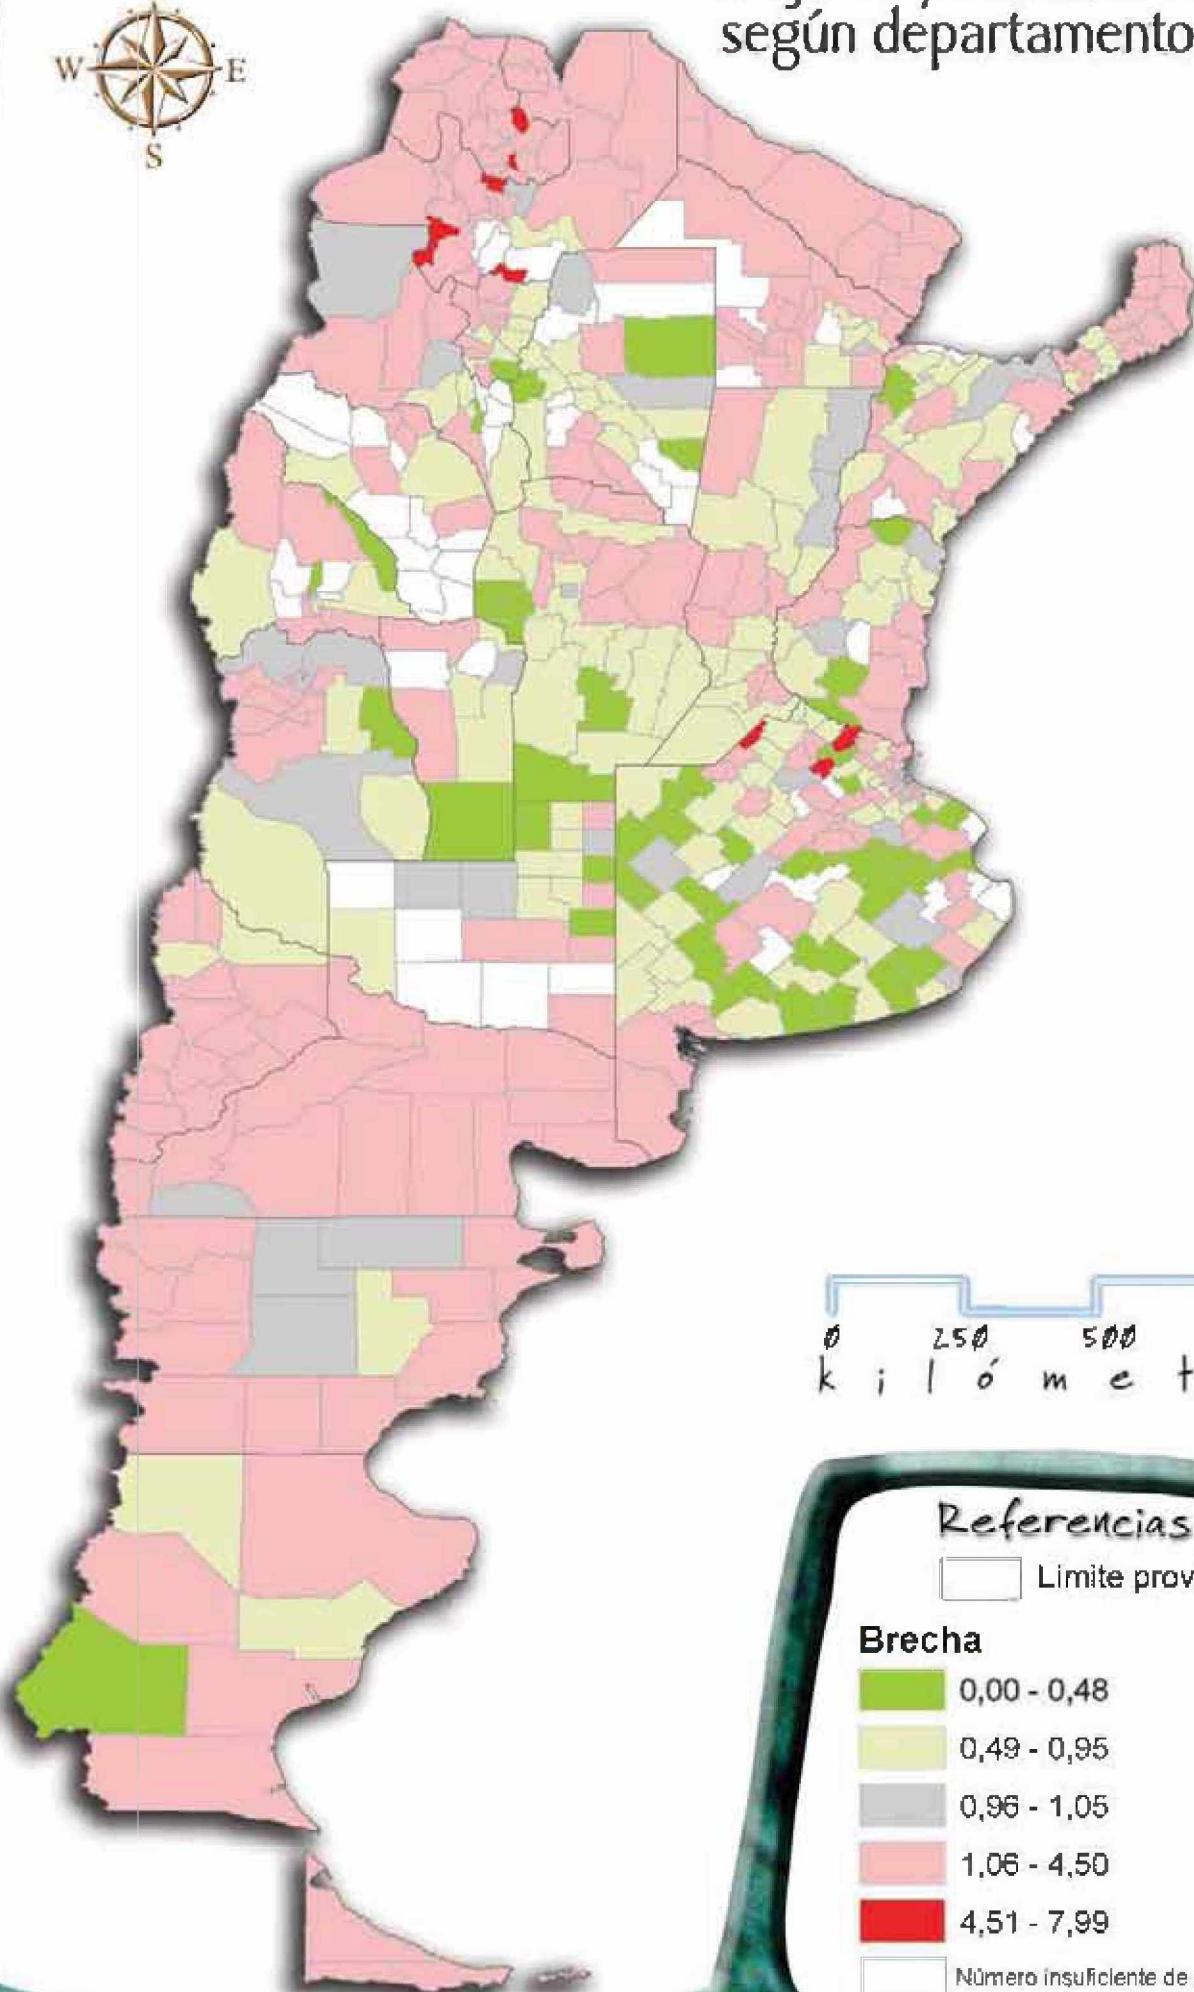 según departamento
W E
S
0 250 500
k i l ó m e t
Referencias
Limite prov
Brecha
0,00 - 0,48
0,49 - 0,95
0,96 - 1,05
1,06 - 4,50
4,51 - 7,99
Número insuficiente de